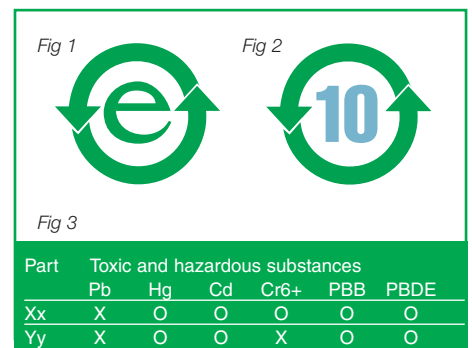 Fig 1 Fig 2
e 10
Fig 3
Part Toxic and hazardous substances
Pb Hg Cd Cr6+ PBB PBDE
Xx X O O O O O
Yy X O O X O O